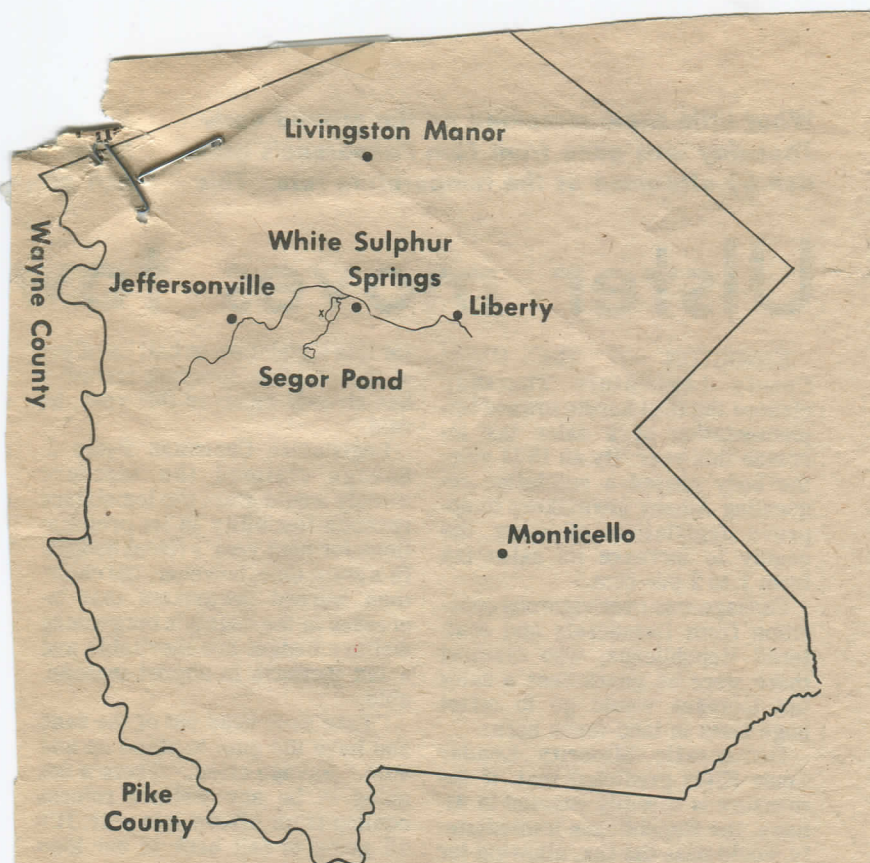 Livingston Manor
White Sulphur
Springs
Jeffersonville
Liberty
x
Segor Pond
Wayne County
Monticello
Pike
County